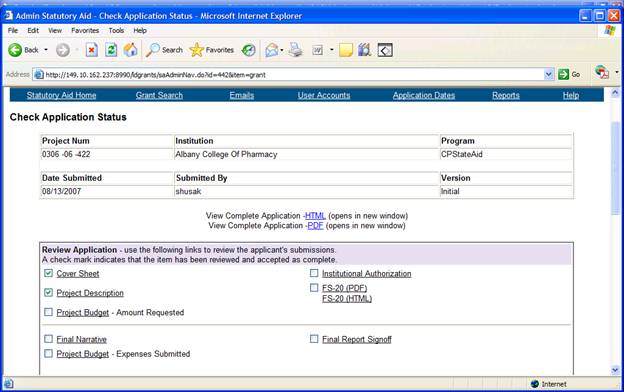 Admin Statutory Aid - Check Application Status - Microsoft Internet Explorer
File Edit View Favorites Tools Help
Back Search Favorites
Address http://149.10.162.237:8990/ldgrants/saAdminNav.do?id=442&item=grant Go
Statutory Aid Home Grant Search Emails User Accounts Application Dates Reports Help
Check Application Status
Project Num Institution Program
0306 -06 -422 Albany College Of Pharmacy CPStateAid
Date Submitted Submitted By Version
08/13/2007 shusak Initial
View Complete Application -HTML (opens in new window)
View Complete Application -PDF (opens in new window)
Review Application - use the following links to review the applicant's submissions.
A check mark indicates that the item has been reviewed and accepted as complete.
Cover Sheet Institutional Authorization
Project Description FS-20 (PDF)
FS-20 (HTML)
Project Budget - Amount Requested
Final Narrative Final Report Signoff
Project Budget - Expenses Submitted
Internet